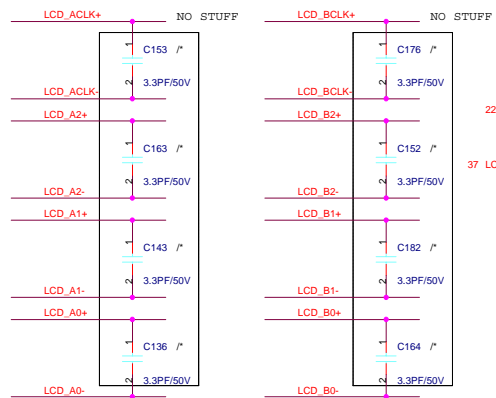 LCD_ACLK+
NO STUFF
1
C153 /*
2
3.3PF/50V
LCD_ACLK-
LCD_A2+
1
C163 /*
2
3.3PF/50V
LCD_A2-
LCD_A1+
1
C143 /*
2
3.3PF/50V
LCD_A1-
LCD_A0+
1
C136 /*
2
3.3PF/50V
LCD_A0-
LCD_BCLK+
NO STUFF
1
C176 /*
2
3.3PF/50V
LCD_BCLK-
LCD_B2+
1
C152 /*
2
3.3PF/50V
LCD_B2-
LCD_B1+
1
C182 /*
2
3.3PF/50V
LCD_B1-
LCD_B0+
1
C164 /*
2
3.3PF/50V
LCD_B0-
22
37 LC